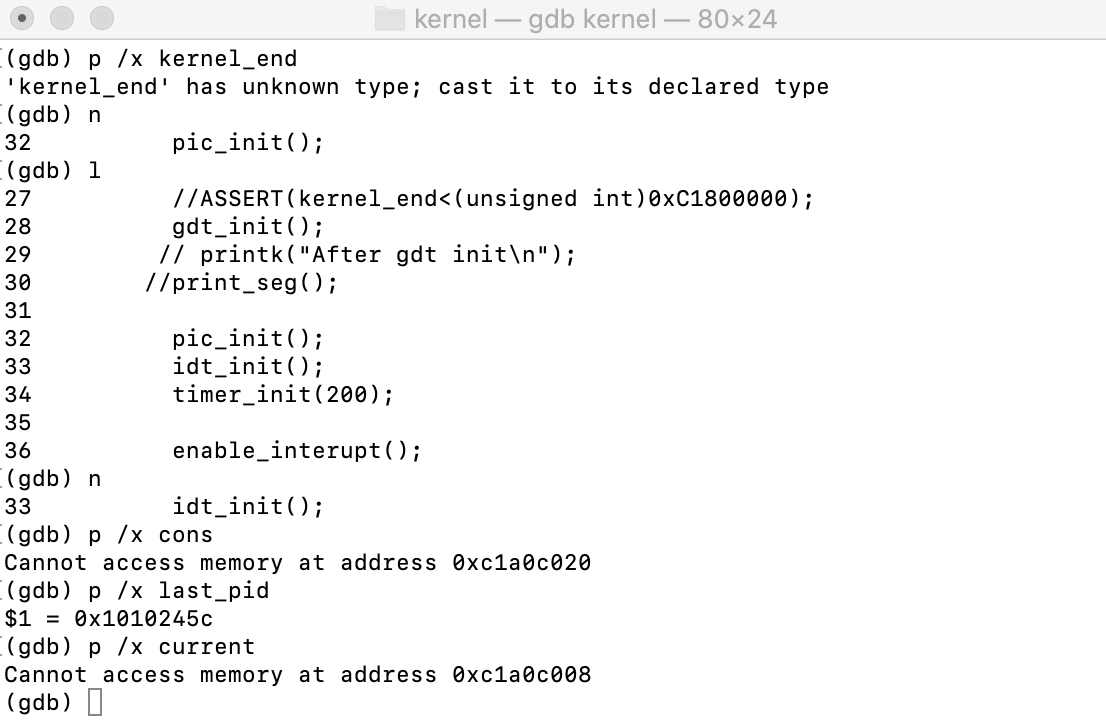 kernel — gdb kernel — 80×24
(gdb) p /x kernel_end
'kernel_end' has unknown type; cast it to its declared type
(gdb) n
32          pic_init();
(gdb) l
27          //ASSERT(kernel_end<(unsigned int)0xC1800000);
28          gdt_init();
29         // printk("After gdt init\n");
30        //print_seg();
31
32          pic_init();
33          idt_init();
34          timer_init(200);
35
36          enable_interupt();
(gdb) n
33          idt_init();
(gdb) p /x cons
Cannot access memory at address 0xc1a0c020
(gdb) p /x last_pid
$1 = 0x1010245c
(gdb) p /x current
Cannot access memory at address 0xc1a0c008
(gdb)